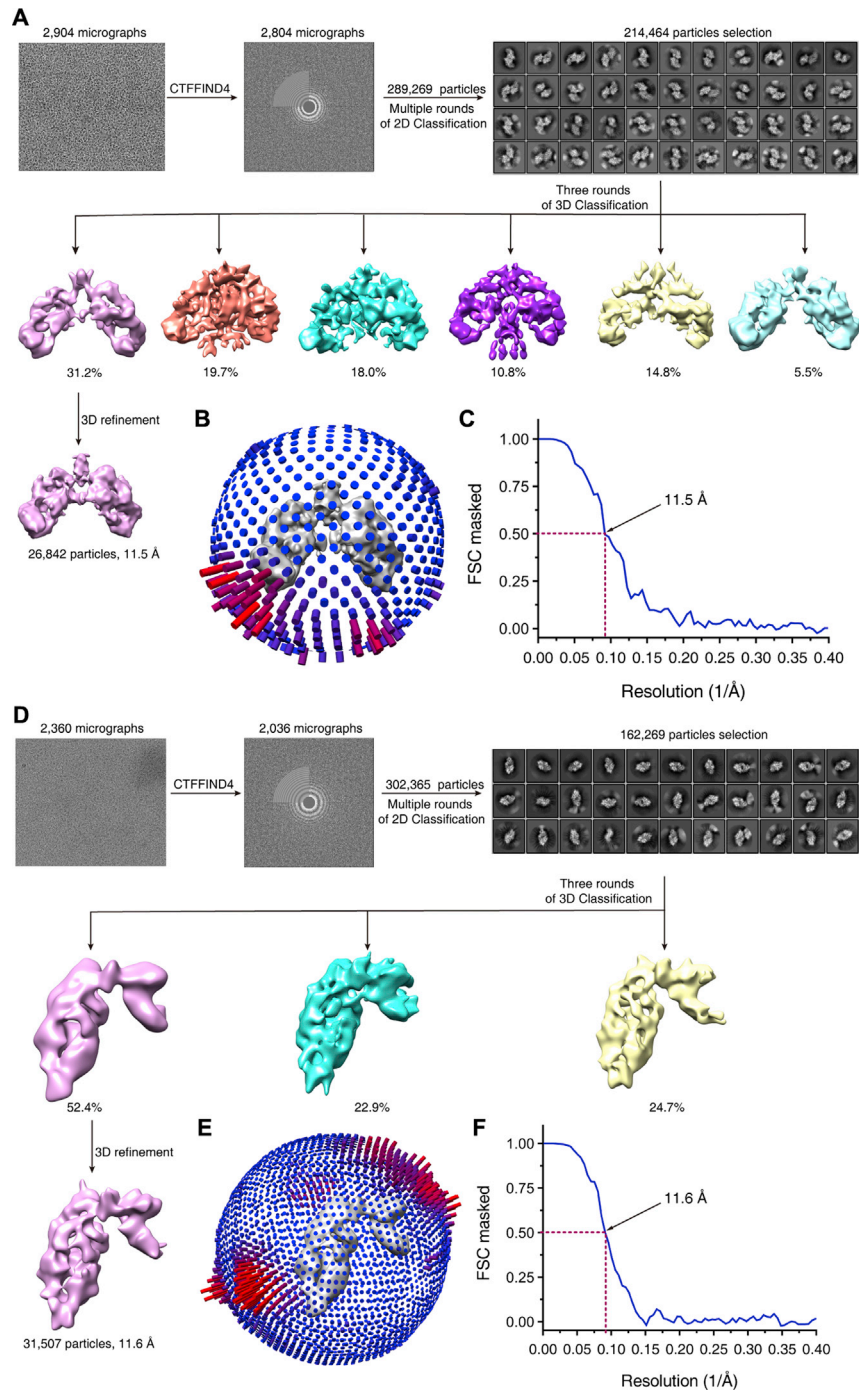 A
2,904 micrographs
2,804 micrographs
214,464 particles selection
CTFFIND4
289,269 particles
Multiple rounds
of 2D Classification
Three rounds
of 3D Classification
31.2%
19.7%
18.0%
10.8%
14.8%
5.5%
3D refinement
26,842 particles, 11.5 Å
B
C
1.00
0.75
0.50
0.25
0.00
FSC masked
11.5 Å
0.00 0.05 0.10 0.15 0.20 0.25 0.30 0.35 0.40
Resolution (1/Å)
D
2,360 micrographs
2,036 micrographs
162,269 particles selection
CTFFIND4
302,365 particles
Multiple rounds
of 2D Classification
Three rounds
of 3D Classification
52.4%
22.9%
24.7%
3D refinement
31,507 particles, 11.6 Å
E
F
1.00
0.75
0.50
0.25
0.00
FSC masked
11.6 Å
0.00 0.05 0.10 0.15 0.20 0.25 0.30 0.35 0.40
Resolution (1/Å)